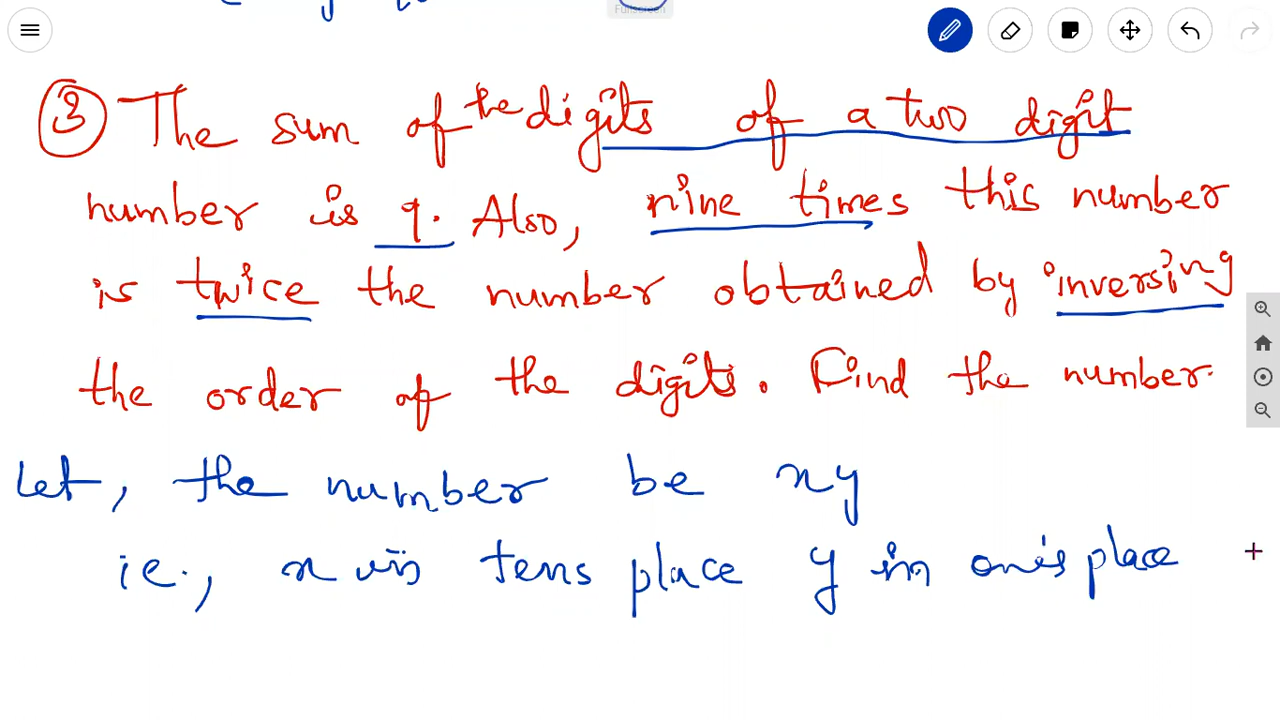 Fullscreen
③ The sum of the digits of a two digit
number is 9. Also, nine times this number
is twice the number obtained by inversing
the order of the digits. Find the number.
Let, the number be xy
ie., x in tens place y in one's place